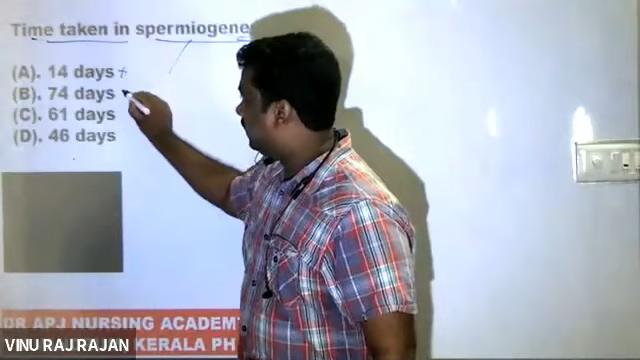 Time taken in spermiogene
(A). 14 days
(B). 74 days
(C). 61 days
(D). 46 days
DR APJ NURSING ACADEM
VINU RAJ RAJAN KERALA PH